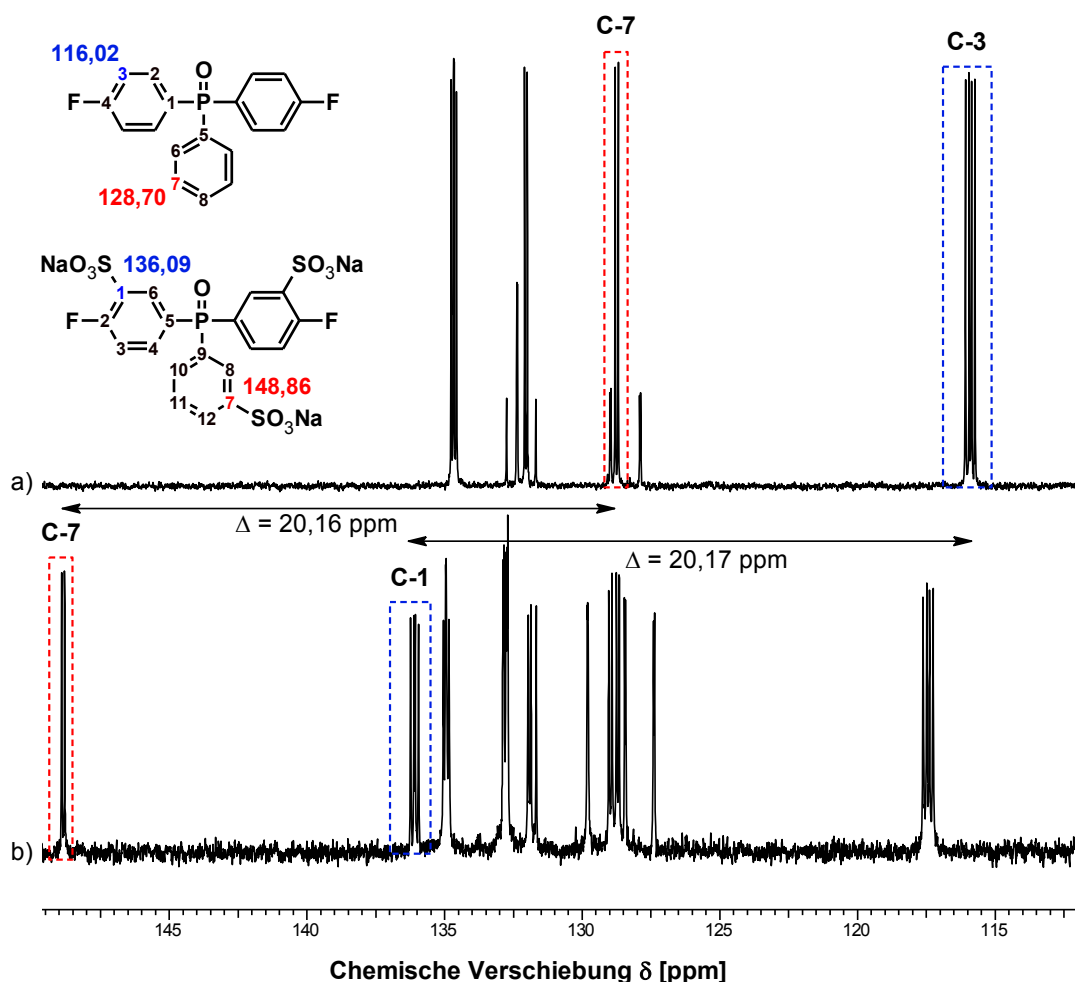 C-7
C-3
116,02
3
2
O
F
4
1
P
F
5
6
7
8
128,70
NaO3S
136,09
SO3Na
1
6
O
F
2
5
P
F
3
4
9
10
8
148,86
11
7
12
SO3Na
a)
Δ = 20,16 ppm
C-7
Δ = 20,17 ppm
C-1
b)
145
140
135
130
125
120
115
Chemische Verschiebung δ [ppm]